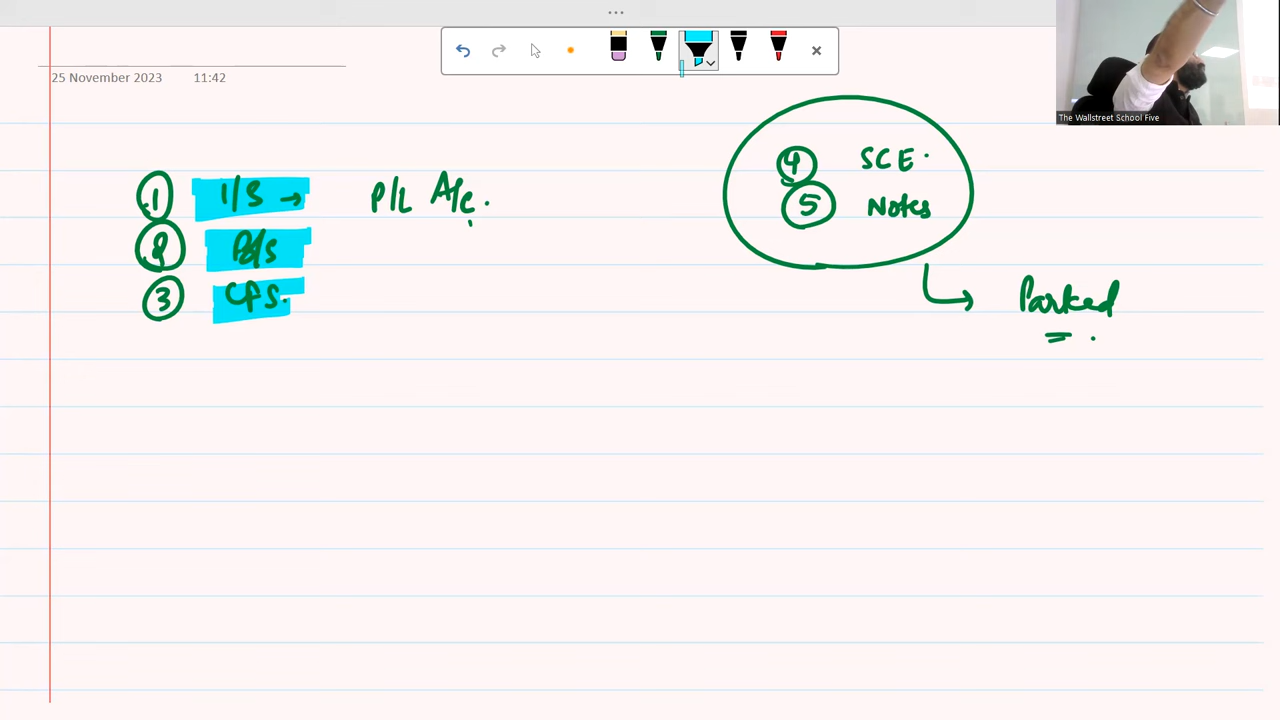 25 November 2023 11:42
The Wallstreet School Five
① I/S → P/L A/c.
② B/S
③ CFS.
④ SCE.
⑤ Notes
Parked